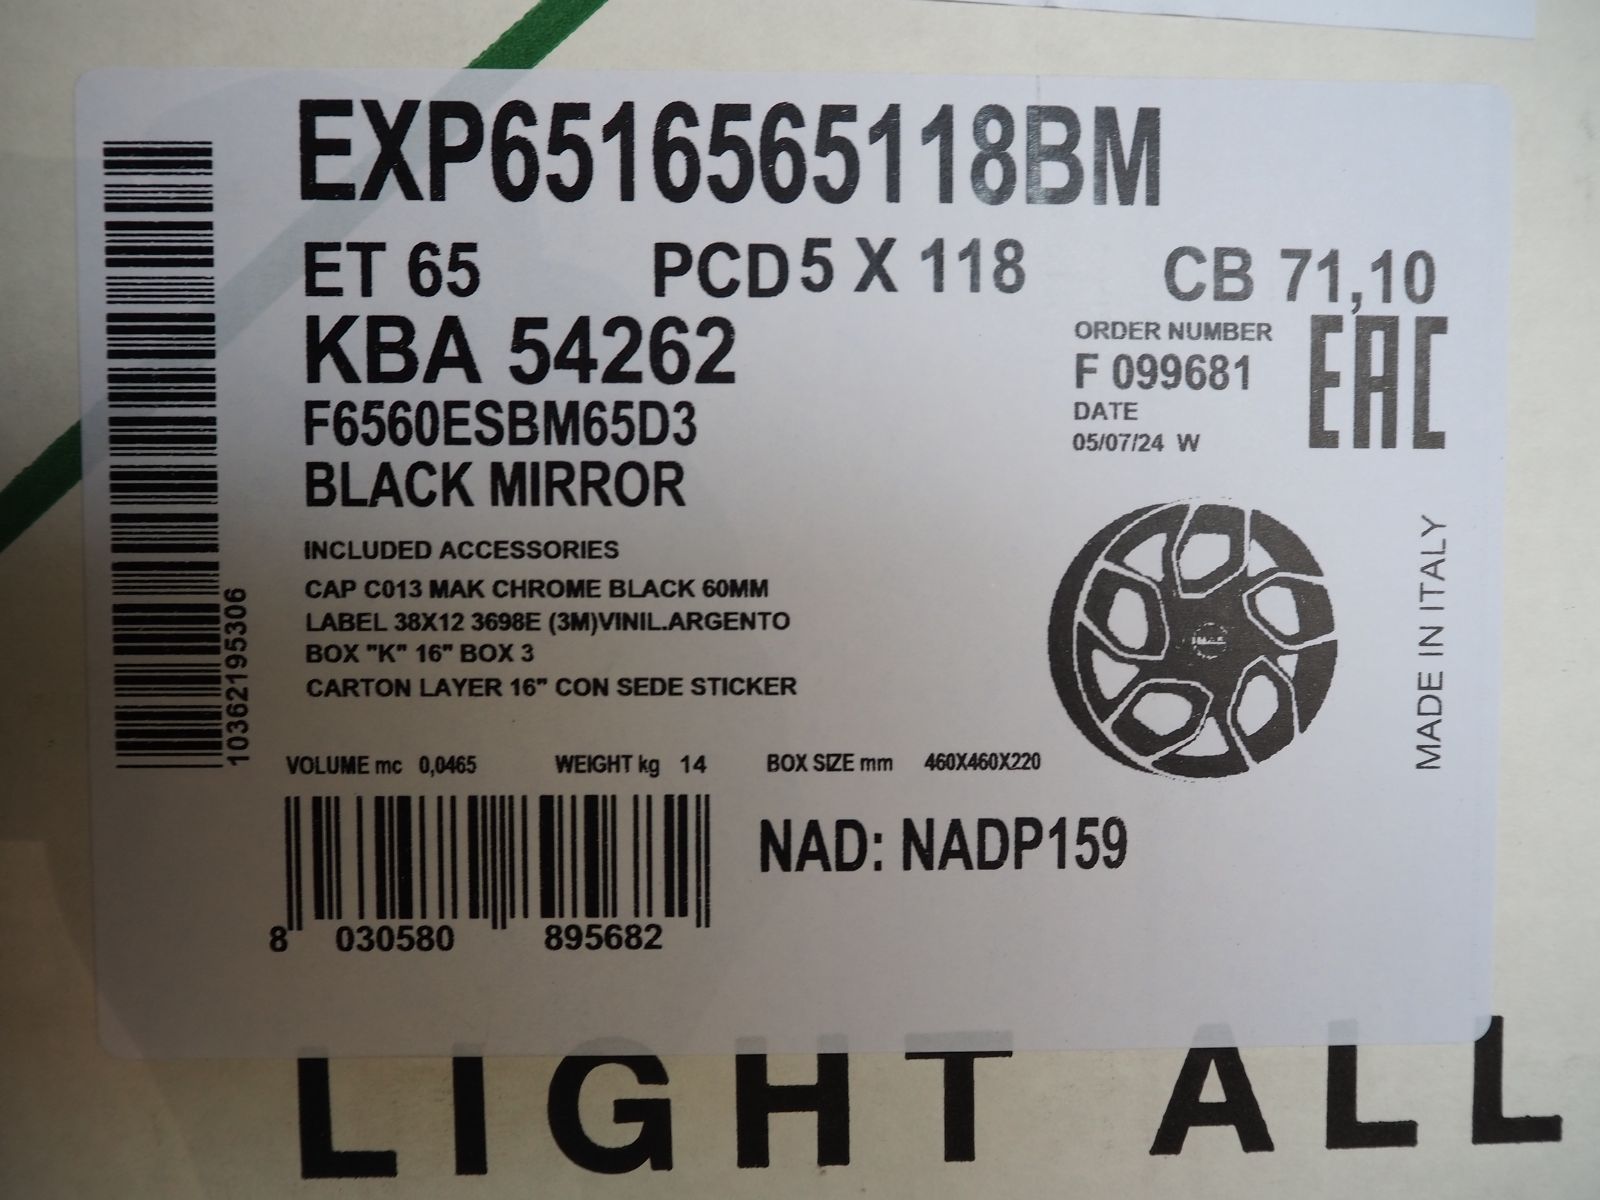 EXP6516565118BM
ET 65 PCD 5 X 118 CB 71,10
KBA 54262
F6560ESBM65D3
BLACK MIRROR
ORDER NUMBER
F 099681
DATE
05/07/24 W
EAC
INCLUDED ACCESSORIES
CAP C013 MAK CHROME BLACK 60MM
LABEL 38X12 3698E (3M)VINIL.ARGENTO
BOX "K" 16" BOX 3
CARTON LAYER 16" CON SEDE STICKER
MAK
MADE IN ITALY
10362195306
VOLUME mc 0,0465 WEIGHT kg 14 BOX SIZE mm 460X460X220
NAD: NADP159
8 030580 895682
LIGHT ALL